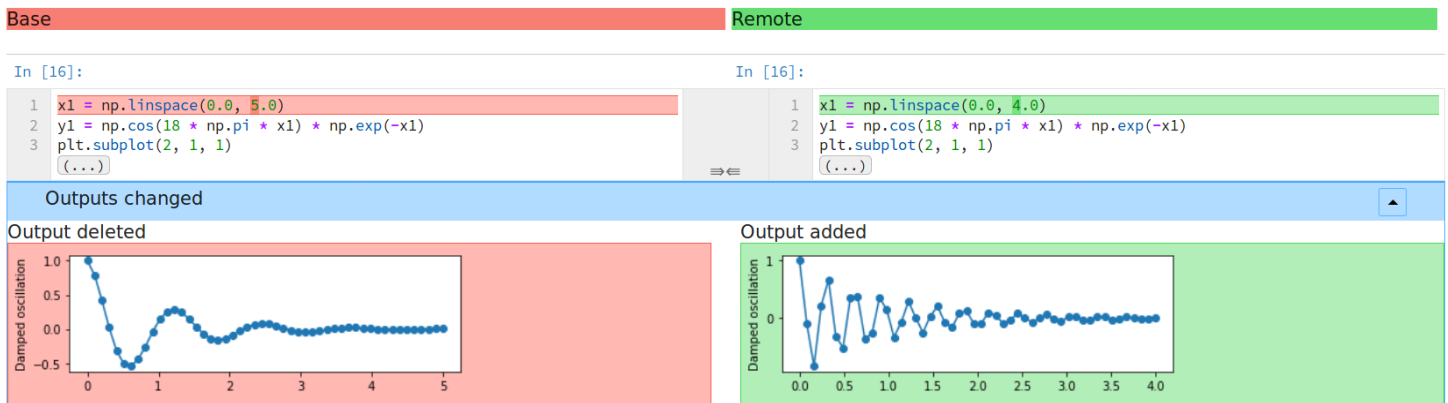 Base
Remote
In [16]:
In [16]:
1 x1 = np.linspace(0.0, 5.0)
2 y1 = np.cos(18 * np.pi * x1) * np.exp(-x1)
3 plt.subplot(2, 1, 1)
(...)
1 x1 = np.linspace(0.0, 4.0)
2 y1 = np.cos(18 * np.pi * x1) * np.exp(-x1)
3 plt.subplot(2, 1, 1)
(...)
Outputs changed
Output deleted
Damped oscillation
1.0
0.5
0.0
−0.5
0 1 2 3 4 5
Output added
Damped oscillation
1
0
0.0 0.5 1.0 1.5 2.0 2.5 3.0 3.5 4.0